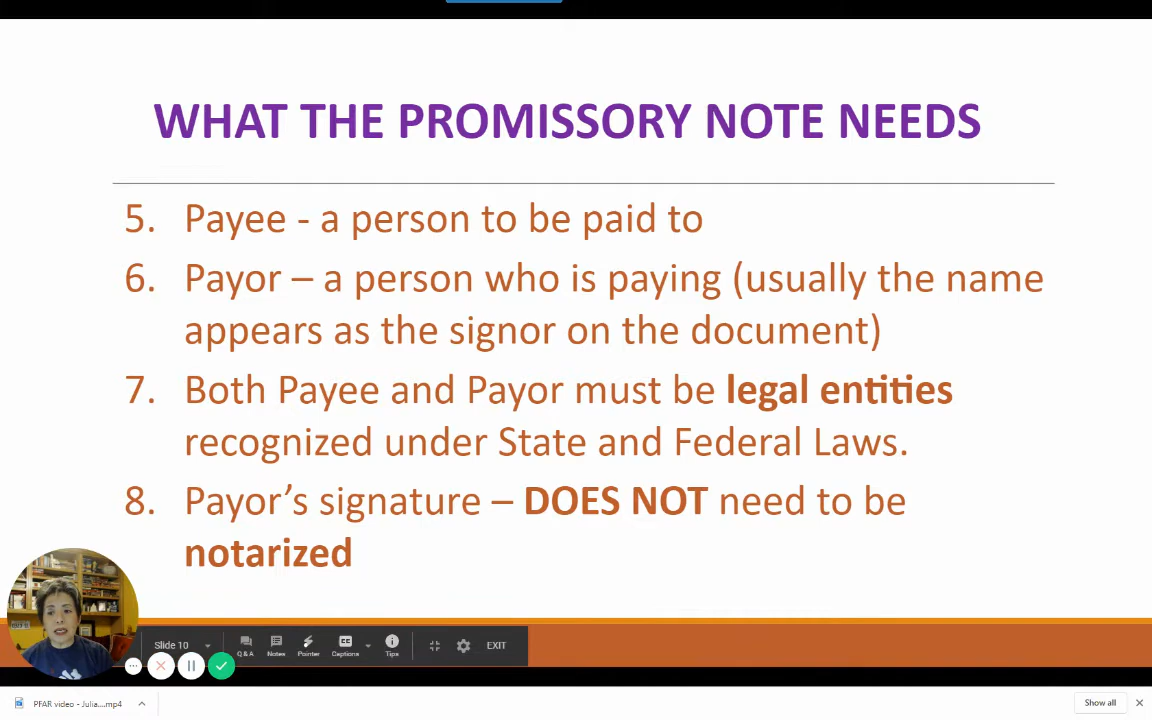 WHAT THE PROMISSORY NOTE NEEDS
5. Payee - a person to be paid to
6. Payor – a person who is paying (usually the name
appears as the signor on the document)
7. Both Payee and Payor must be legal entities
recognized under State and Federal Laws.
8. Payor’s signature – DOES NOT need to be
notarized
Slide 10
Q&A
Notes
Pointer
CC
Captions
Tips
EXIT
PFAR video - Julia....mp4
Show all